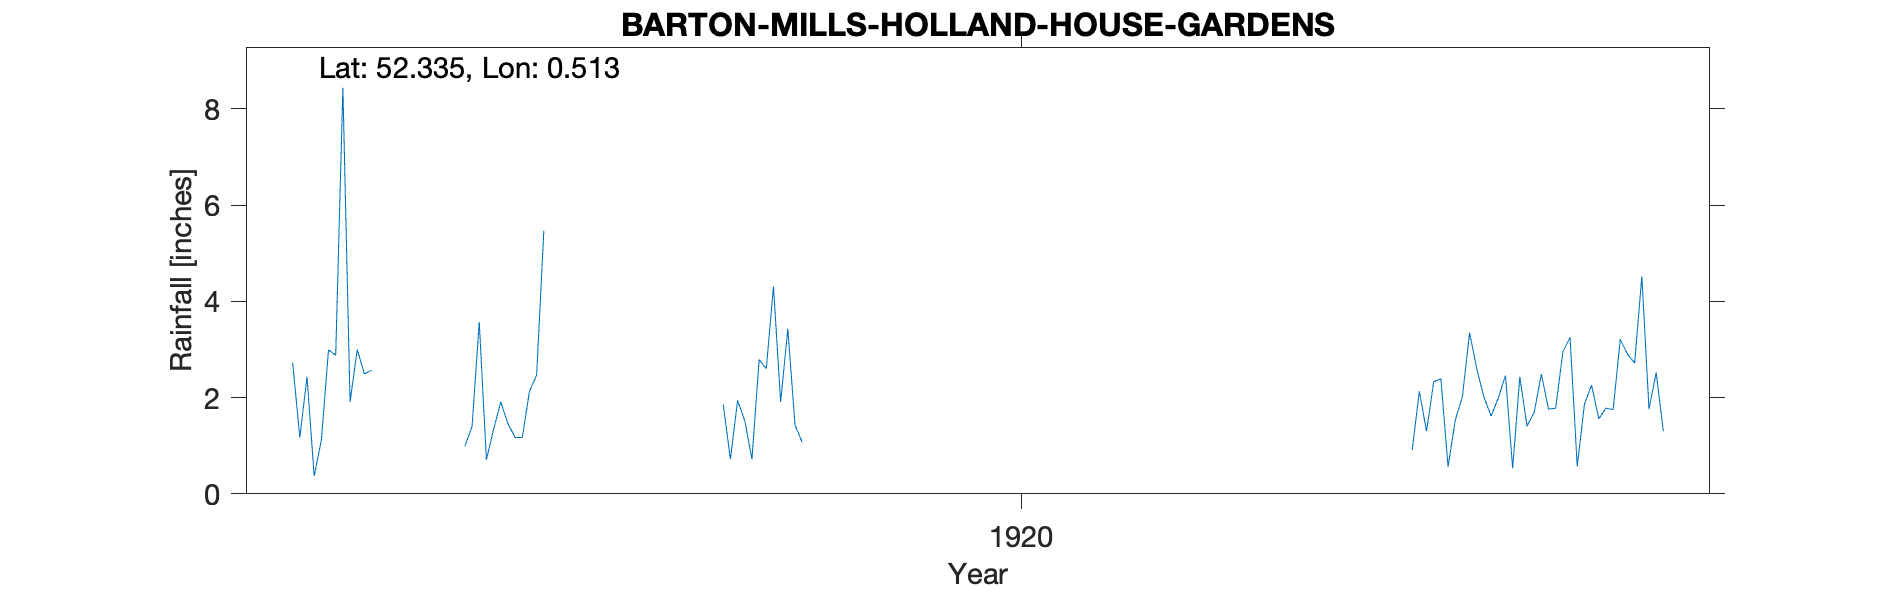 BARTON-MILLS-HOLLAND-HOUSE-GARDENS
Lat: 52.335, Lon: 0.513
8
6
4
2
0
Rainfall [inches]
1920
Year